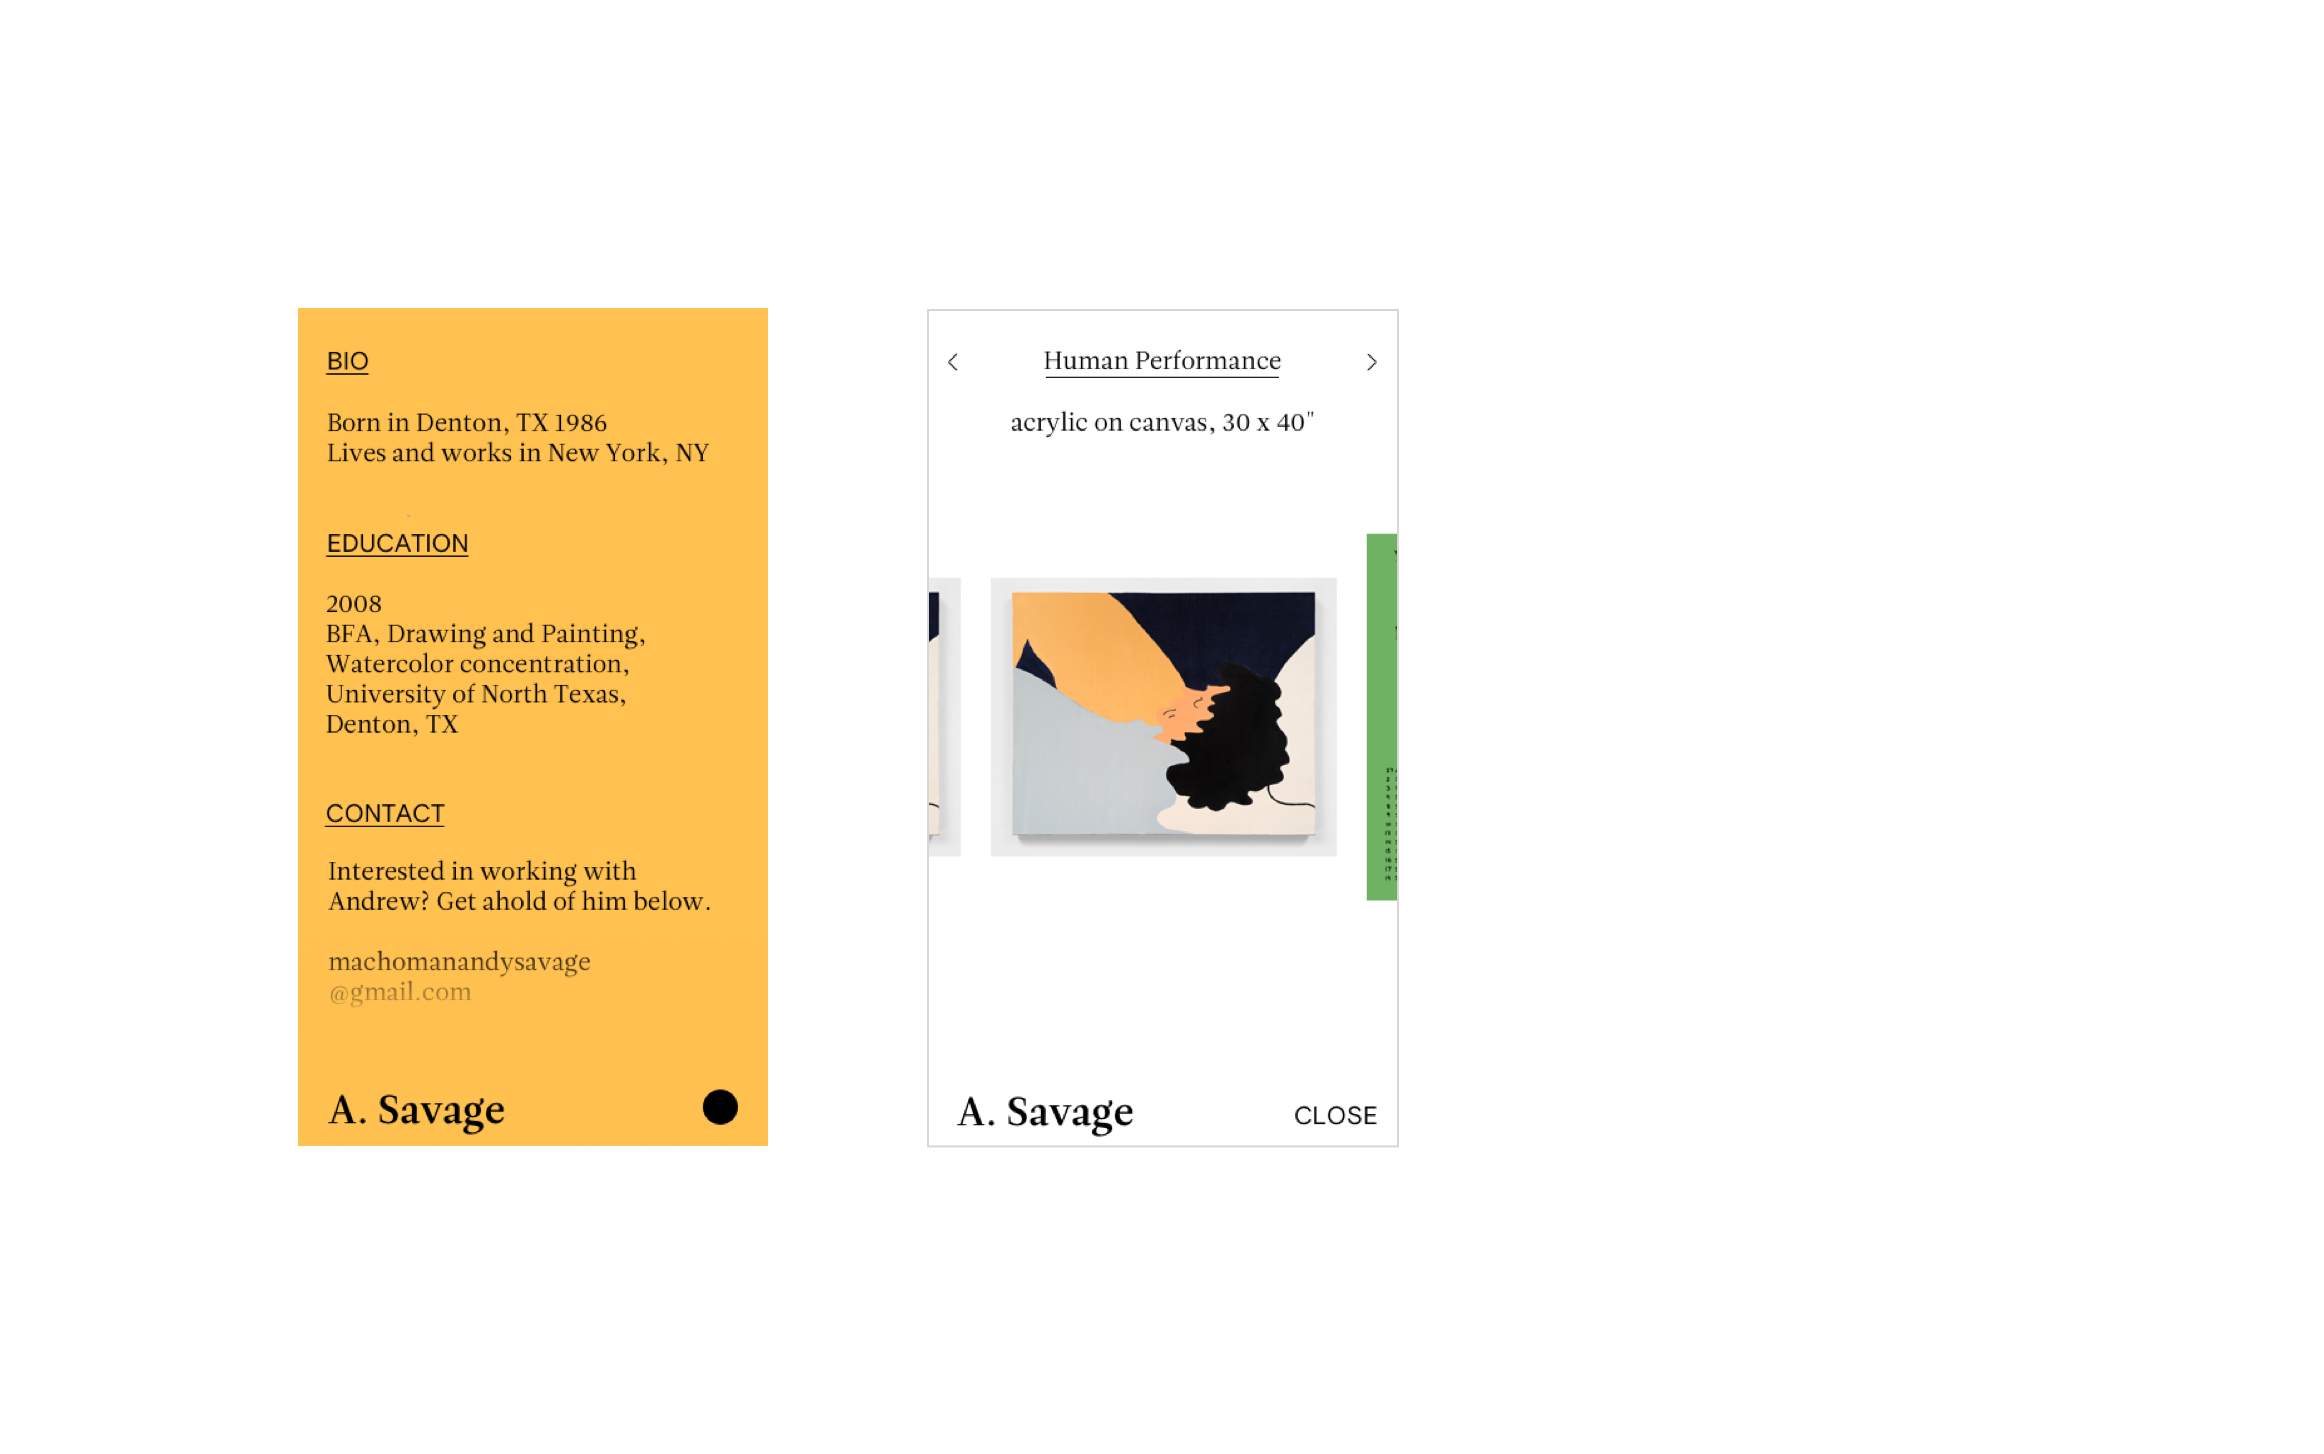 BIO
Born in Denton, TX 1986
Lives and works in New York, NY
EDUCATION
2008
BFA, Drawing and Painting,
Watercolor concentration,
University of North Texas,
Denton, TX
CONTACT
Interested in working with
Andrew? Get ahold of him below.
machomanandysavage
@gmail.com
A. Savage
Human Performance
acrylic on canvas, 30 x 40"
A. Savage
CLOSE